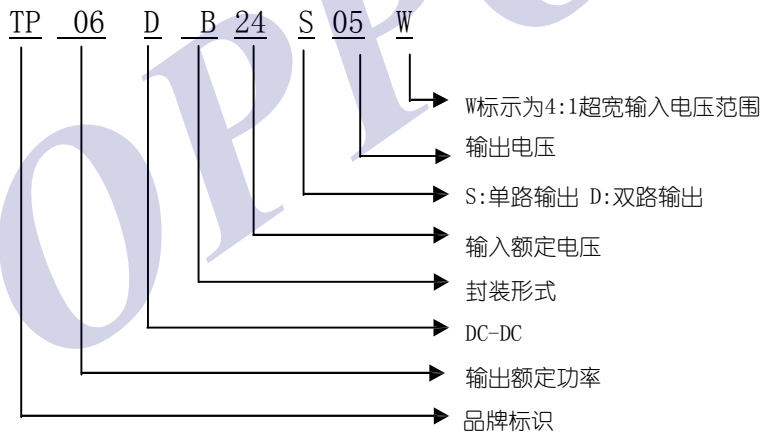 TP 06 D B 24 S 05 W
W标示为4:1超宽输入电压范围
输出电压
S:单路输出 D:双路输出
输入额定电压
封装形式
DC-DC
输出额定功率
品牌标识